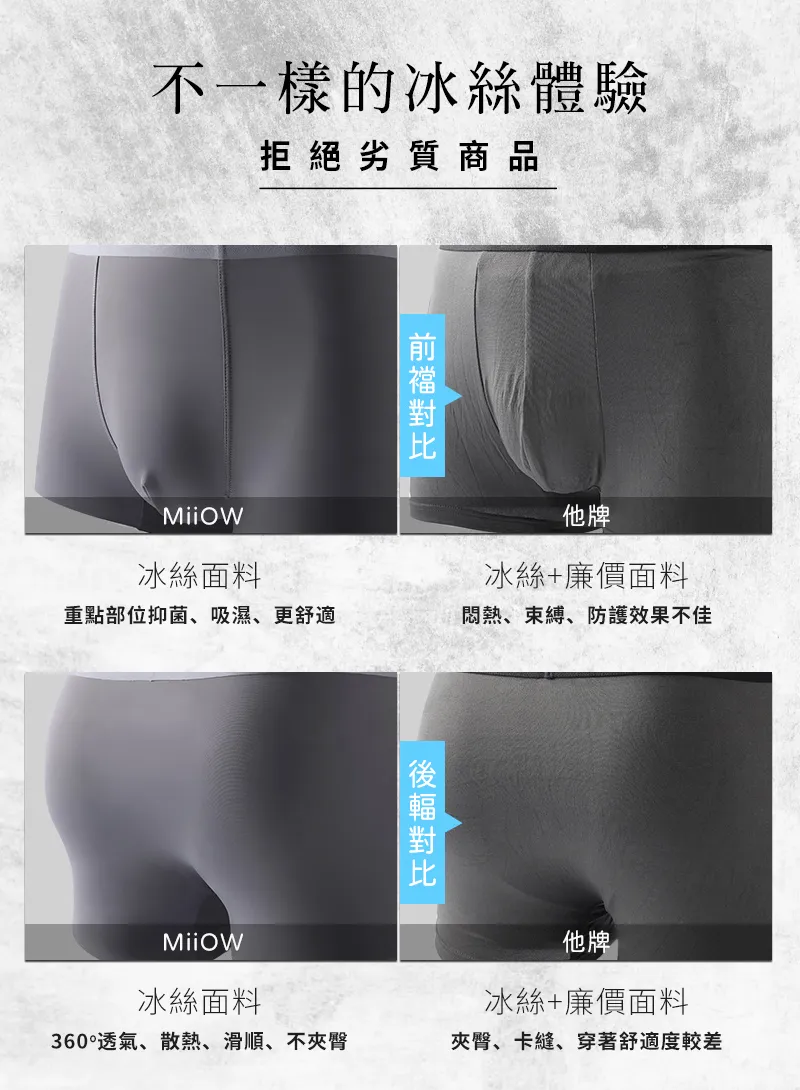 不一樣的冰絲體驗
拒絕劣質商品
前襠對比
MiiOW
他牌
冰絲面料
冰絲+廉價面料
重點部位抑菌、吸濕、更舒適
悶熱、束縛、防護效果不佳
後輻對比
MiiOW
他牌
冰絲面料
冰絲+廉價面料
360°透氣、散熱、滑順、不夾臀
夾臀、卡縫、穿著舒適度較差